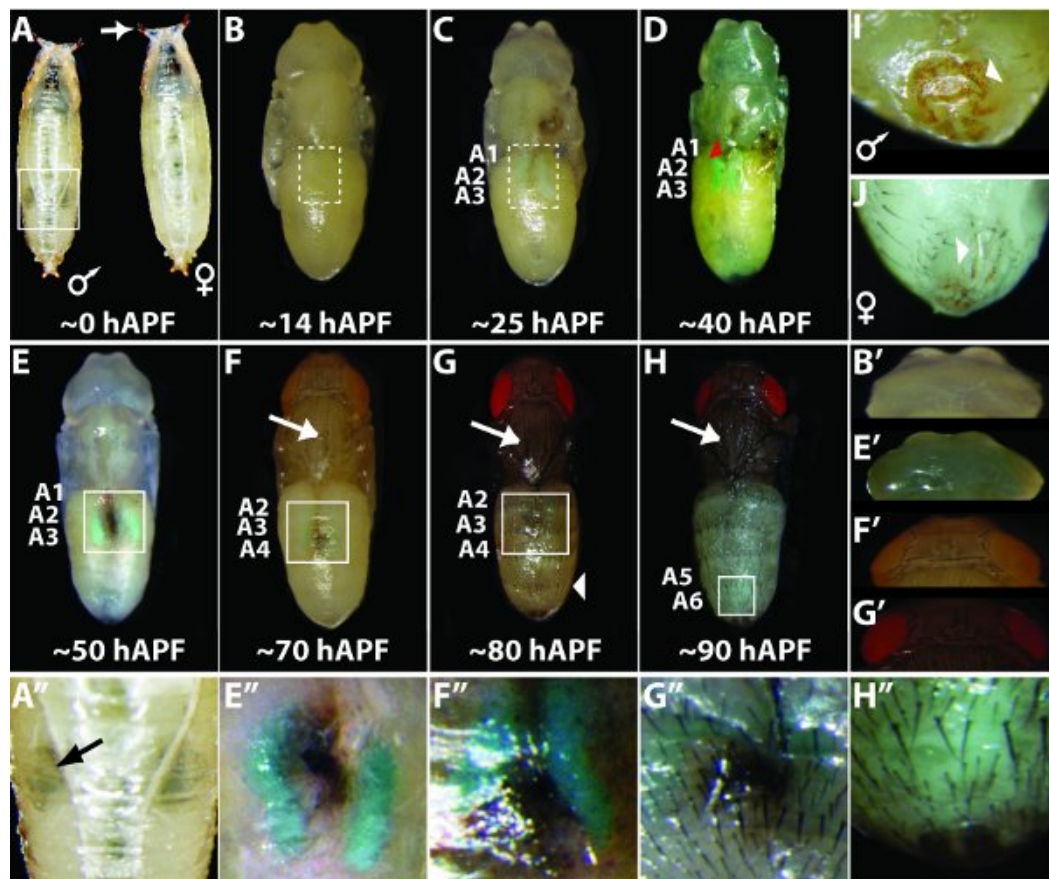 A
♂
♀
~0 hAPF
B
~14 hAPF
C
A1
A2
A3
~25 hAPF
D
A1
A2
A3
~40 hAPF
I
♂
J
♀
E
A1
A2
A3
~50 hAPF
F
A2
A3
A4
~70 hAPF
G
A2
A3
A4
~80 hAPF
H
A5
A6
~90 hAPF
B'
E'
F'
G'
A"
E"
F"
G"
H"